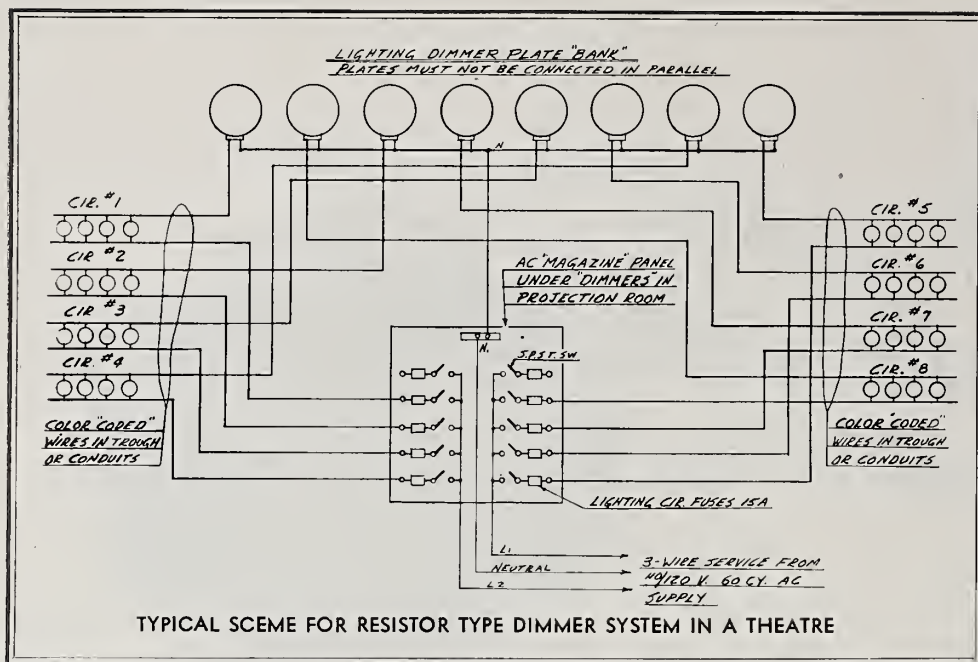 LIGHTING DIMMER PLATE "BANK"
PLATES MUST NOT BE CONNECTED IN PARALLEL
N
CIR. #1
CIR. #2
CIR. #3
CIR. #4
CIR. #5
CIR. #6
CIR. #7
CIR. #8
AC "MAGAZINE" PANEL
UNDER "DIMMERS" IN
PROJECTION ROOM
N.
S.P.S.T. SW
COLOR "CODED"
WIRES IN TROUGH
OR CONDUITS
COLOR "CODED"
WIRES IN TROUGH
OR CONDUITS
LIGHTING CIR. FUSES 15A
L1
NEUTRAL
L2
3-WIRE SERVICE FROM
110/120 V. 60 CY. AC
SUPPLY
TYPICAL SCEME FOR RESISTOR TYPE DIMMER SYSTEM IN A THEATRE